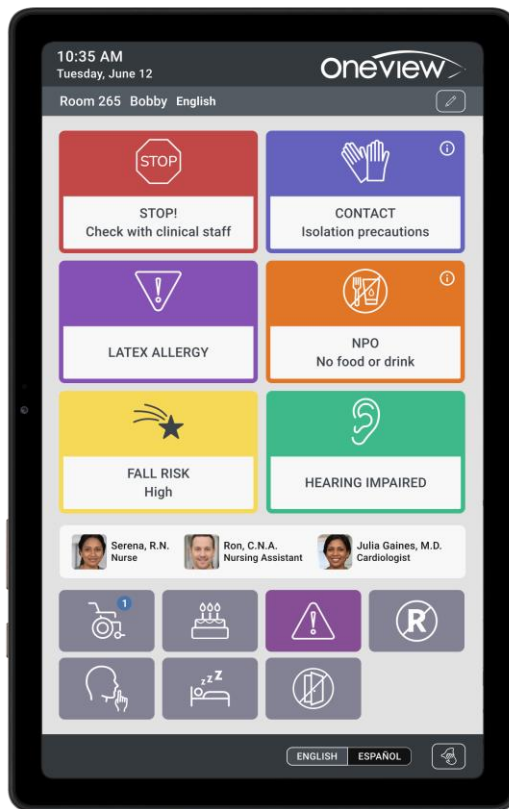 10:35 AM
Tuesday, June 12
Oneview
Room 265 Bobby English
STOP
STOP!
Check with clinical staff
CONTACT
Isolation precautions
LATEX ALLERGY
NPO
No food or drink
FALL RISK
High
HEARING IMPAIRED
Serena, R.N.
Nurse
Ron, C.N.A.
Nursing Assistant
Julia Gaines, M.D.
Cardiologist
1
R
zzZ
ENGLISH
ESPAÑOL